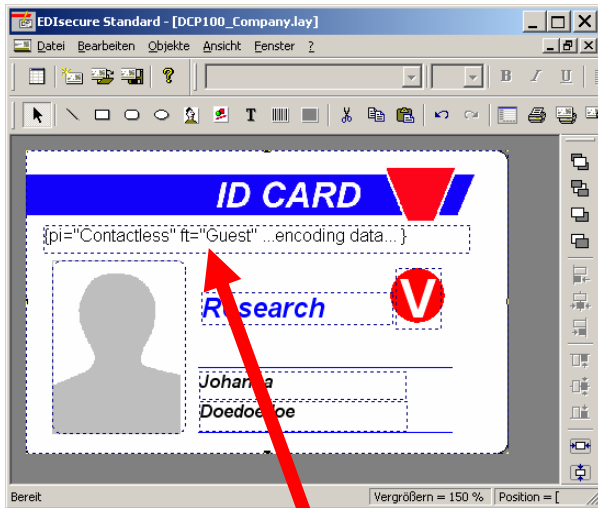 EDIsecure Standard - [DCP100_Company.lay]
Datei Bearbeiten Objekte Ansicht Fenster ?
B I U
T
ID CARD
{pi="Contactless" ft="Guest" ...encoding data... }
Research
V
Johanna
Doedoedoe
Bereit
Vergrößern = 150 %
Position = [